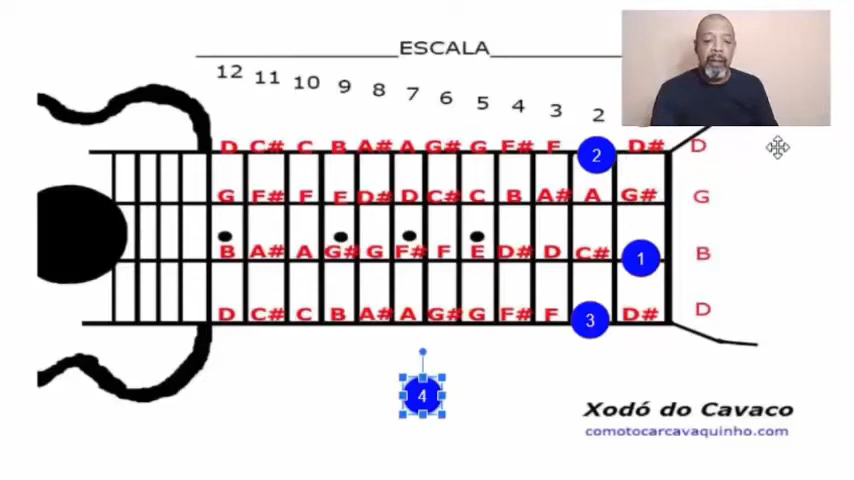 ESCALA
12 11 10 9 8 7 6 5 4 3 2
D C# C B A# A G# G F# F 2 D# D
G F# F E D# D C# C B A# A G# G
B A# A G# G F# F E D# D C# 1 B
D C# C B A# A G# G F# F 3 D# D
4
Xodó do Cavaco
comotocarcavaquinho.com